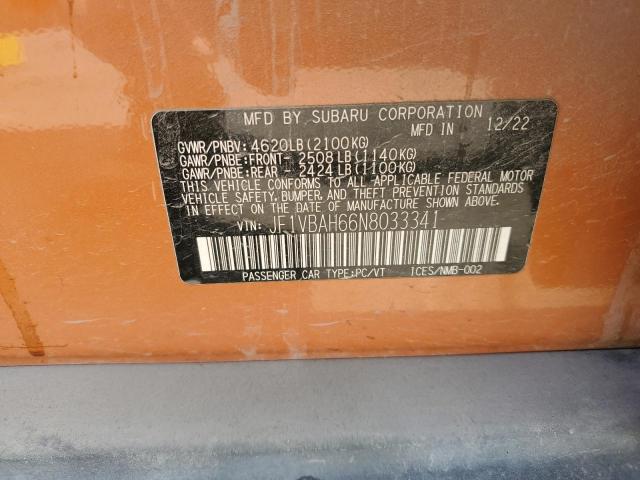 MFD BY SUBARU CORPORATION
MFD IN 12/22
GVWR/PNBV: 4620LB(2100KG)
GAWR/PNBE:FRONT- 2508LB(1140KG)
GAWR/PNBE:REAR - 2424LB(1100KG)
THIS VEHICLE CONFORMS TO ALL APPLICABLE FEDERAL MOTOR
VEHICLE SAFETY, BUMPER, AND THEFT PREVENTION STANDARDS
IN EFFECT ON THE DATE OF MANUFACTURE SHOWN ABOVE.
VIN: JF1VBAH66N8033341
PASSENGER CAR TYPE:PC/VT ICES/NMB-002